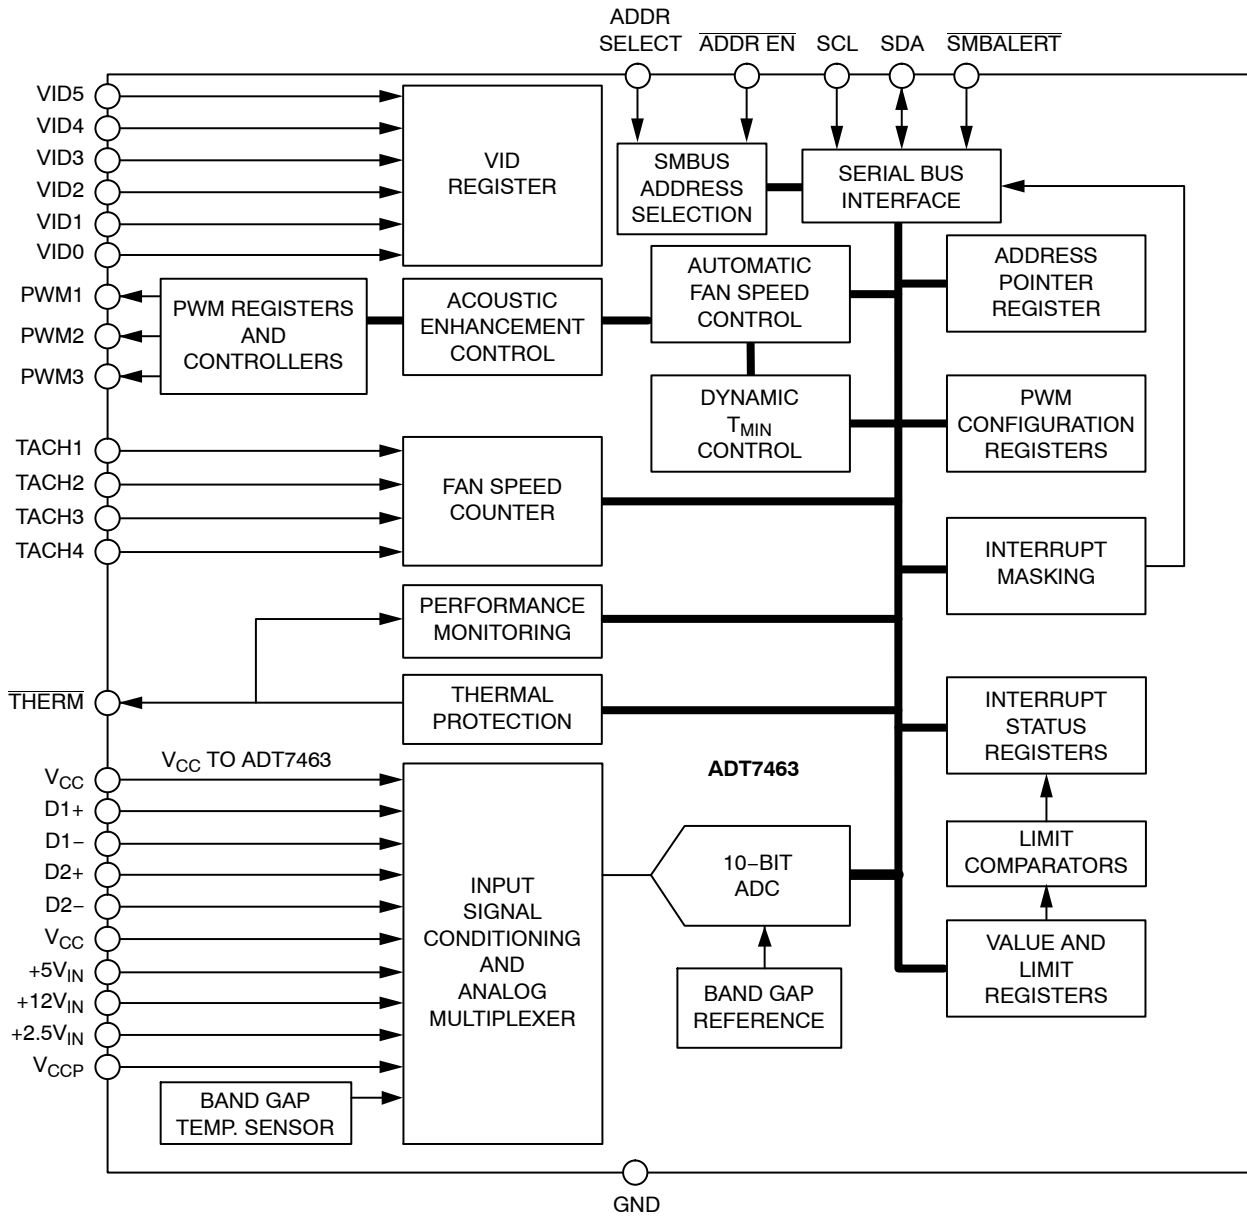 ADDR
SELECT
ADDR EN
SCL
SDA
SMBALERT
VID5
VID4
VID3
VID2
VID1
VID0
VID
REGISTER
SMBUS
ADDRESS
SELECTION
SERIAL BUS
INTERFACE
PWM1
PWM2
PWM3
PWM REGISTERS
AND
CONTROLLERS
ACOUSTIC
ENHANCEMENT
CONTROL
AUTOMATIC
FAN SPEED
CONTROL
ADDRESS
POINTER
REGISTER
DYNAMIC
TMIN
CONTROL
PWM
CONFIGURATION
REGISTERS
TACH1
TACH2
TACH3
TACH4
FAN SPEED
COUNTER
INTERRUPT
MASKING
PERFORMANCE
MONITORING
THERM
THERMAL
PROTECTION
INTERRUPT
STATUS
REGISTERS
VCC TO ADT7463
ADT7463
VCC
D1+
D1−
D2+
D2−
VCC
+5VIN
+12VIN
+2.5VIN
VCCP
INPUT
SIGNAL
CONDITIONING
AND
ANALOG
MULTIPLEXER
10−BIT
ADC
LIMIT
COMPARATORS
VALUE AND
LIMIT
REGISTERS
BAND GAP
REFERENCE
BAND GAP
TEMP. SENSOR
GND